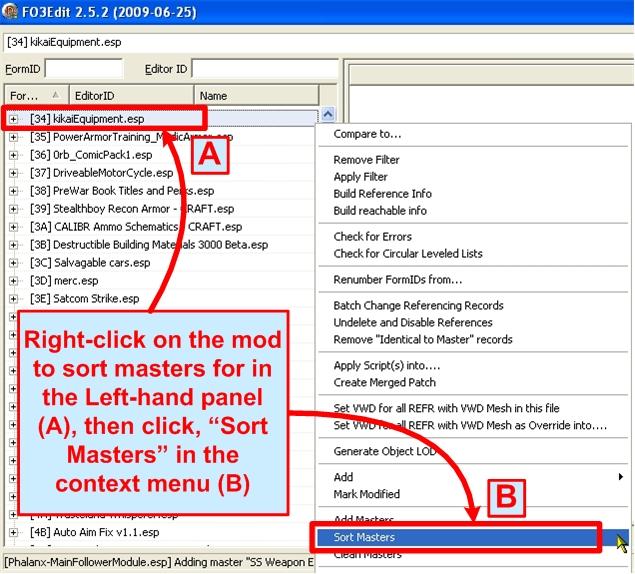 FO3Edit 2.5.2 (2009-06-25)
[34] kikaiEquipment.esp
FormID
Editor ID
For...
EditorID
Name
[34] kikaiEquipment.esp
[35] PowerArmorTraining_MedicArmor.esp
[36] 0rb_ComicPack1.esp
[37] DriveableMotorCycle.esp
[38] PreWar Book Titles and Perks.esp
[39] Stealthboy Recon Armor - CRAFT.esp
[3A] CALIBR Ammo Schematics - CRAFT.esp
[3B] Destructible Building Materials 3000 Beta.esp
[3C] Salvagable cars.esp
[3D] merc.esp
[3E] Satcom Strike.esp
[4B] Auto Aim Fix v1.1.esp
A
Right-click on the mod
to sort masters for in
the Left-hand panel
(A), then click, “Sort
Masters” in the
context menu (B)
Compare to...
Remove Filter
Apply Filter
Build Reference Info
Build reachable info
Check for Errors
Check for Circular Leveled Lists
Renumber FormIDs from...
Batch Change Referencing Records
Undelete and Disable References
Remove "Identical to Master" records
Apply Script(s) into....
Create Merged Patch
Set VWD for all REFR with VWD Mesh in this file
Set VWD for all REFR with VWD Mesh as Override into....
Generate Object LOD
Add
Mark Modified
B
Add Masters
Sort Masters
Clean Masters
[Phalanx-MainFollowerModule.esp] Adding master "SS Weapon E